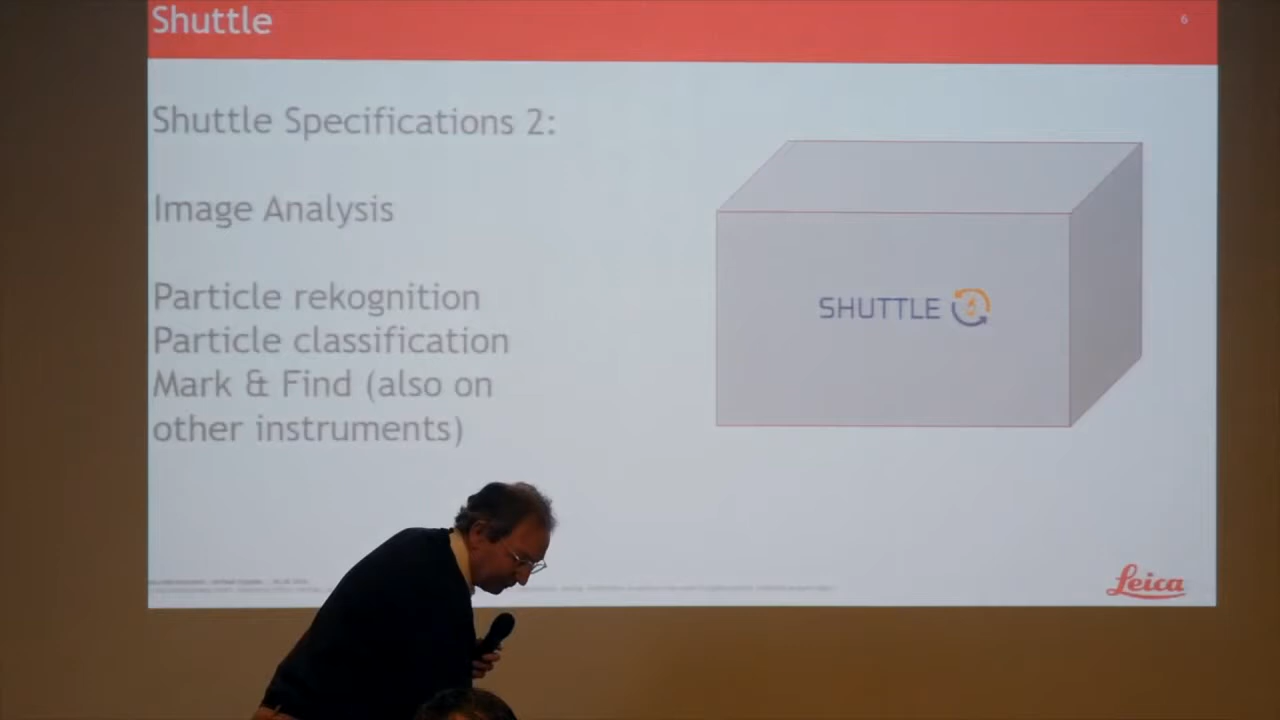 Shuttle
6
Shuttle Specifications 2:
Image Analysis
Particle rekognition
Particle classification
Mark & Find (also on
other instruments)
SHUTTLE
Leica